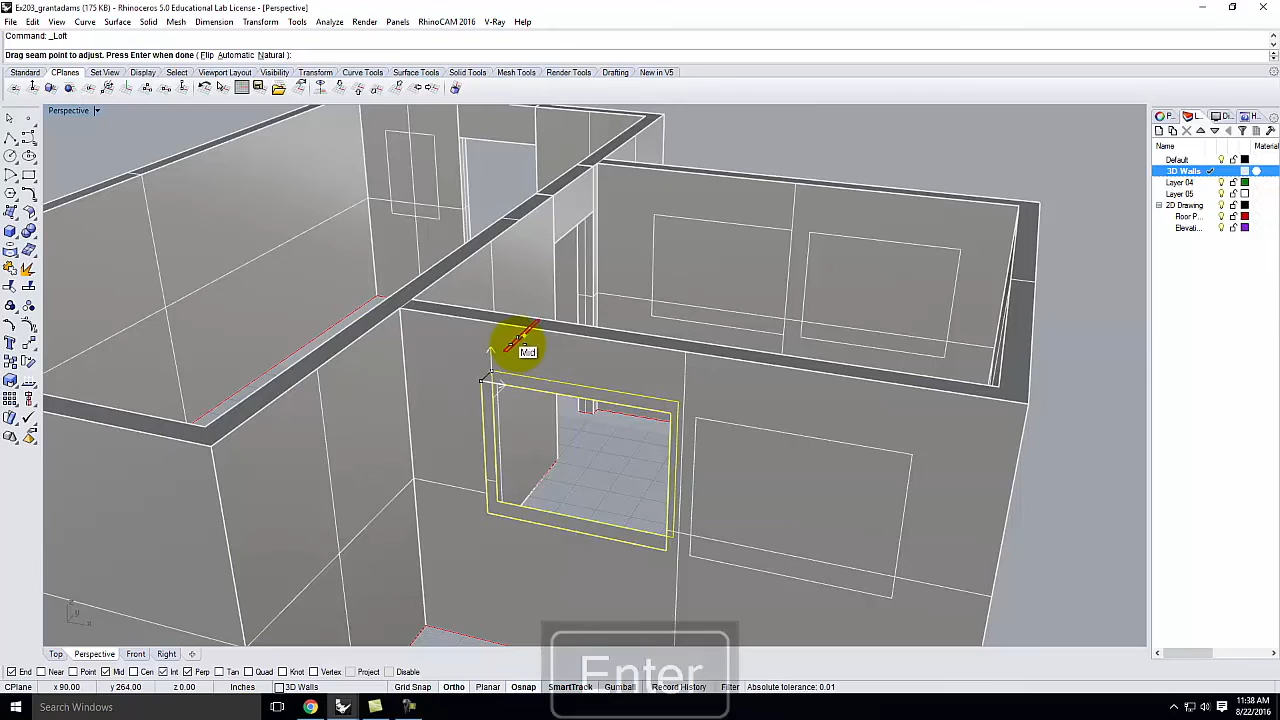 Ex203_grantadams (175 KB) - Rhinoceros 5.0 Educational Lab License - [Perspective]
File Edit View Curve Surface Solid Mesh Dimension Transform Tools Analyze Render Panels RhinoCAM 2016 V-Ray Help
Command: _Loft
Drag seam point to adjust. Press Enter when done ( Flip Automatic Natural ):
Standard CPlanes Set View Display Select Viewport Layout Visibility Transform Curve Tools Surface Tools Solid Tools Mesh Tools Render Tools Drafting New in V5
Perspective
P... L... Di... H...
Name Material
Default
3D Walls
Layer 04
Layer 05
2D Drawing
Floor P...
Elevati...
Mid
z y x
Enter
Top Perspective Front Right
End Near Point Mid Cen Int Perp Tan Quad Knot Vertex Project Disable
CPlane x 90.00 y 264.00 z 0.00 Inches 3D Walls Grid Snap Ortho Planar Osnap SmartTrack Gumball Record History Filter Absolute tolerance: 0.01
Search Windows
11:38 AM
8/22/2016